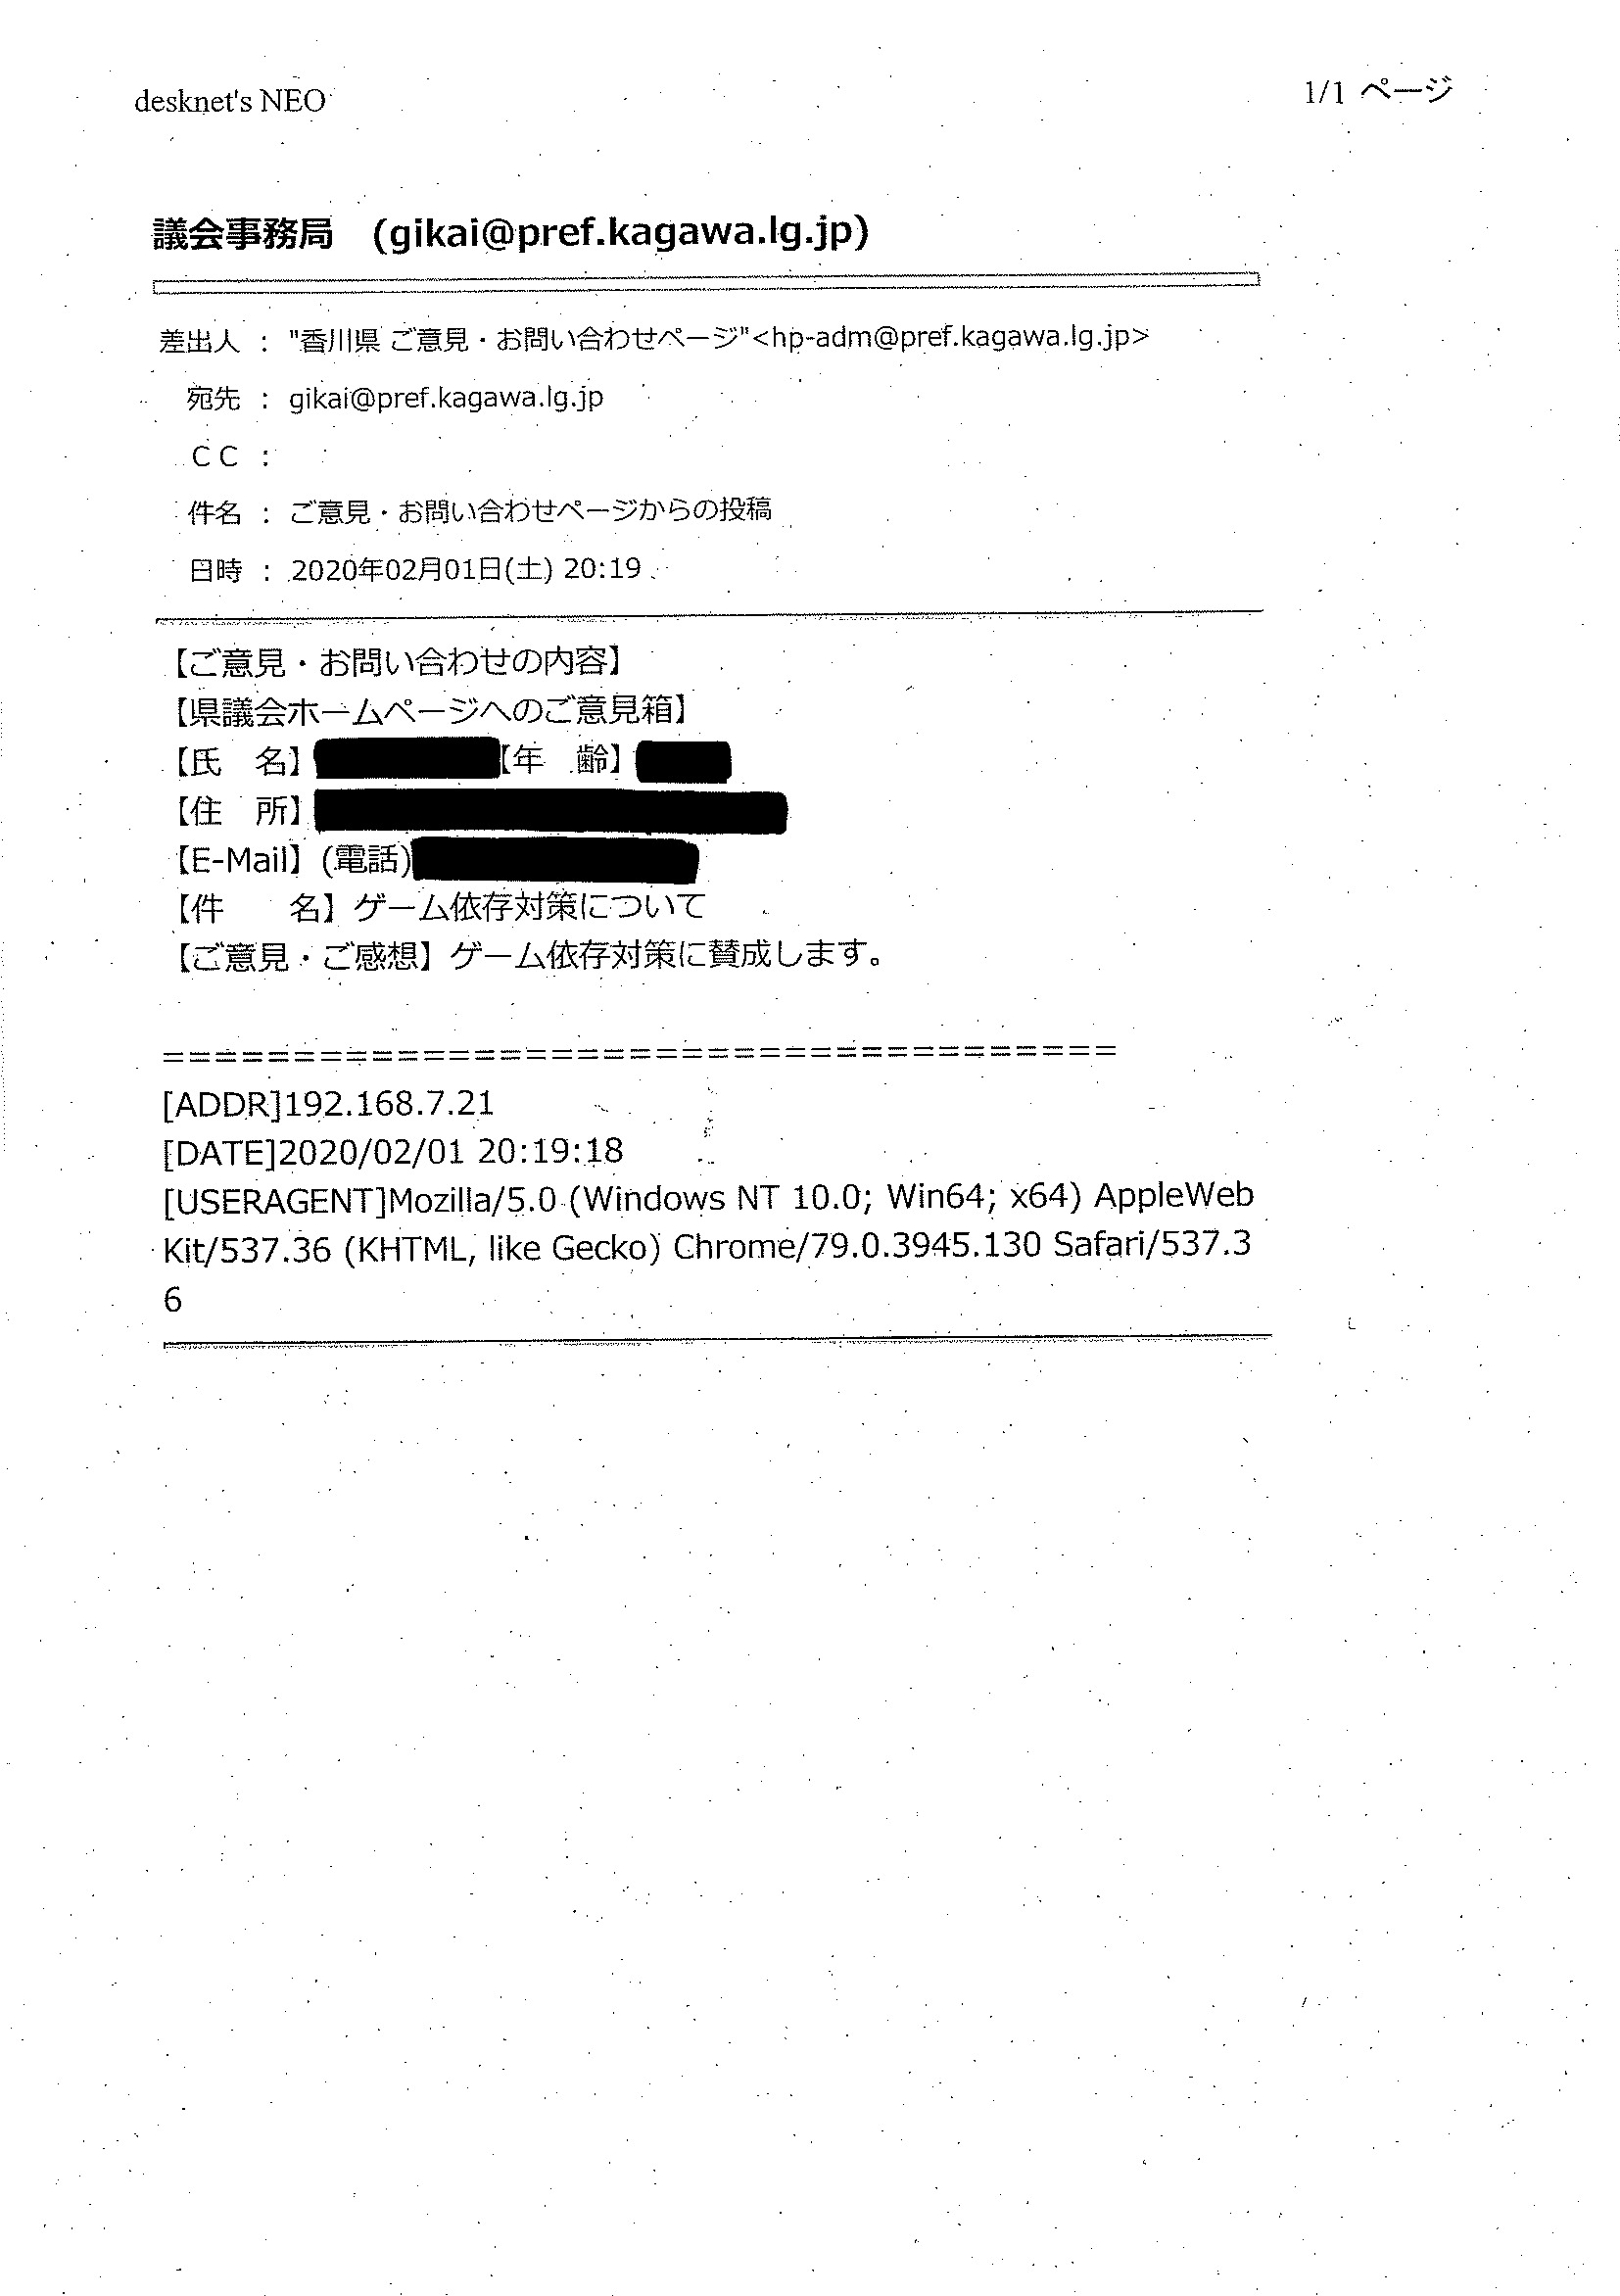 desknet's NEO
1/1 ページ
議会事務局　(gikai@pref.kagawa.lg.jp)
差出人 ： "香川県 ご意見・お問い合わせページ"<hp-adm@pref.kagawa.lg.jp>
宛先 ： gikai@pref.kagawa.lg.jp
ＣＣ ：
件名 ： ご意見・お問い合わせページからの投稿
日時 ： 2020年02月01日(土) 20:19
【ご意見・お問い合わせの内容】
【県議会ホームページへのご意見箱】
【氏　名】【年　齢】
【住　所】
【E-Mail】(電話)
【件　　名】ゲーム依存対策について
【ご意見・ご感想】ゲーム依存対策に賛成します。
=====================================
[ADDR]192.168.7.21
[DATE]2020/02/01 20:19:18
[USERAGENT]Mozilla/5.0 (Windows NT 10.0; Win64; x64) AppleWeb
Kit/537.36 (KHTML, like Gecko) Chrome/79.0.3945.130 Safari/537.3
6